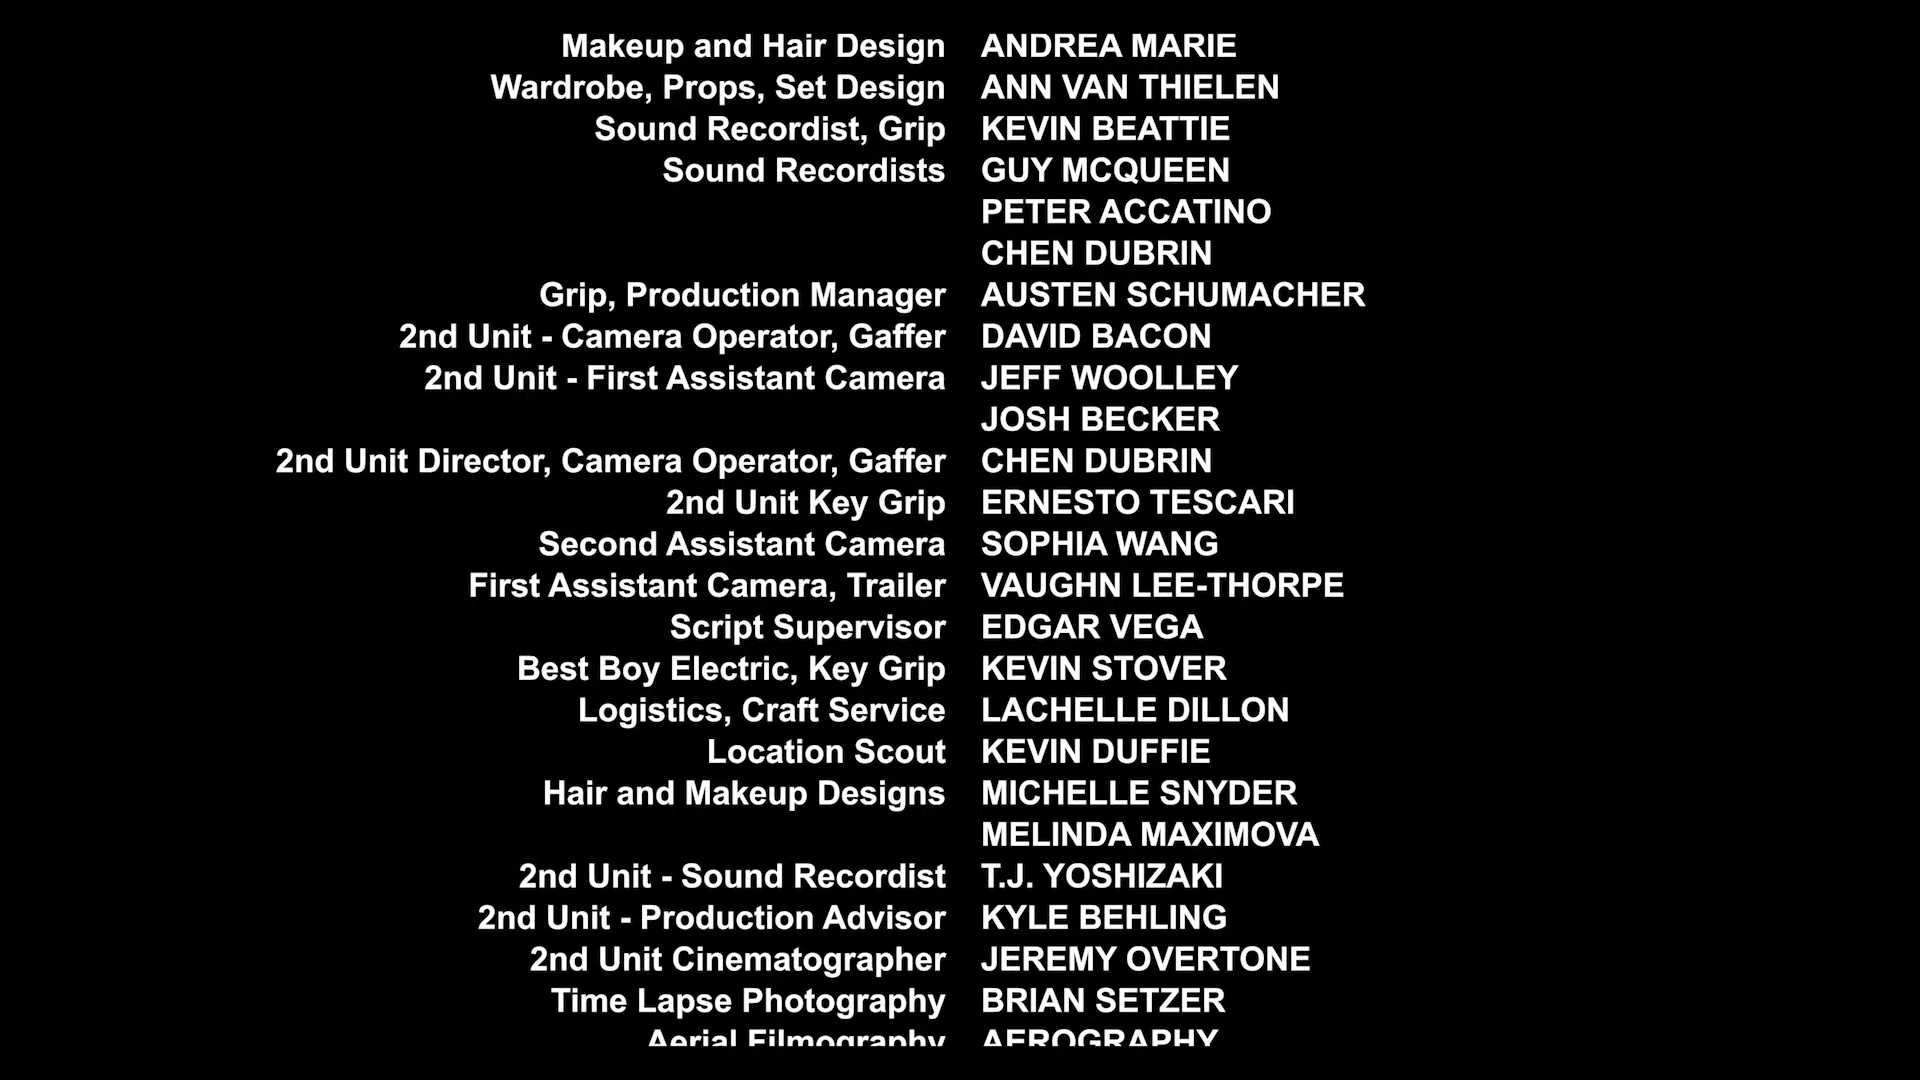 Makeup and Hair Design ANDREA MARIE
Wardrobe, Props, Set Design ANN VAN THIELEN
Sound Recordist, Grip KEVIN BEATTIE
Sound Recordists GUY MCQUEEN
PETER ACCATINO
CHEN DUBRIN
Grip, Production Manager AUSTEN SCHUMACHER
2nd Unit - Camera Operator, Gaffer DAVID BACON
2nd Unit - First Assistant Camera JEFF WOOLLEY
JOSH BECKER
2nd Unit Director, Camera Operator, Gaffer CHEN DUBRIN
2nd Unit Key Grip ERNESTO TESCARI
Second Assistant Camera SOPHIA WANG
First Assistant Camera, Trailer VAUGHN LEE-THORPE
Script Supervisor EDGAR VEGA
Best Boy Electric, Key Grip KEVIN STOVER
Logistics, Craft Service LACHELLE DILLON
Location Scout KEVIN DUFFIE
Hair and Makeup Designs MICHELLE SNYDER
MELINDA MAXIMOVA
2nd Unit - Sound Recordist T.J. YOSHIZAKI
2nd Unit - Production Advisor KYLE BEHLING
2nd Unit Cinematographer JEREMY OVERTONE
Time Lapse Photography BRIAN SETZER
Aerial Filmography AEROGRAPHY